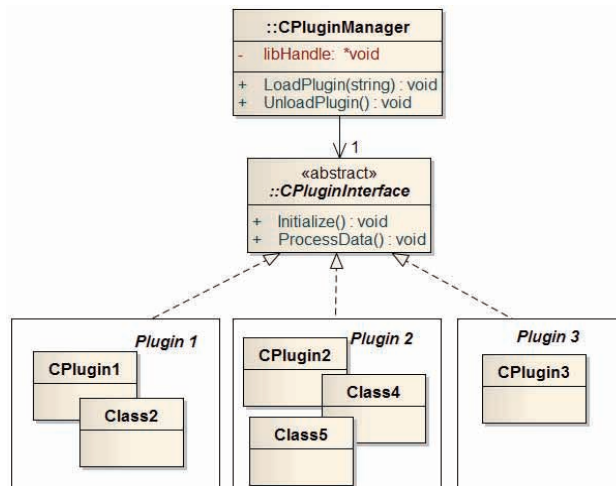 ::CPluginManager
- libHandle: *void
+ LoadPlugin(string) : void
+ UnloadPlugin() : void
1
«abstract»
::CPluginInterface
+ Initialize() : void
+ ProcessData() : void
Plugin 1
CPlugin1
Class2
Plugin 2
CPlugin2
Class4
Class5
Plugin 3
CPlugin3